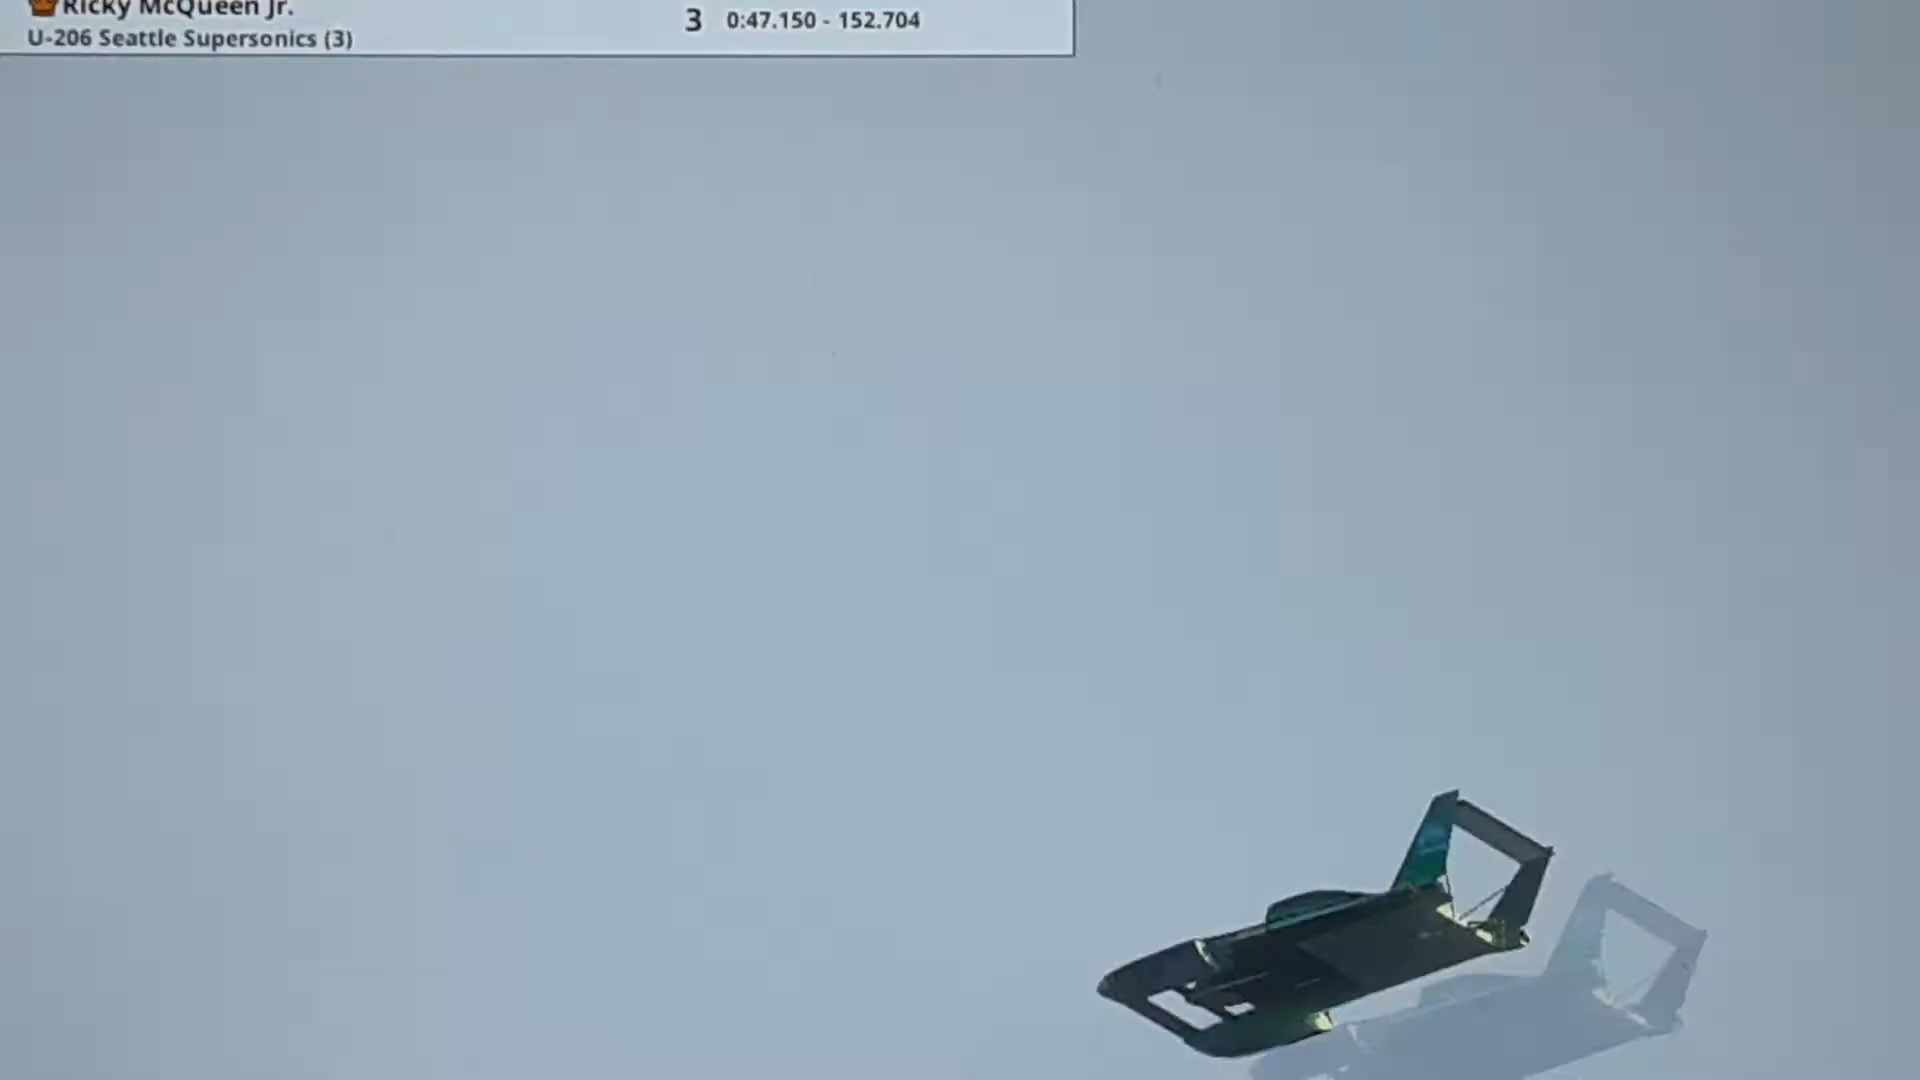 Ricky McQueen Jr.
3 0:47.150 - 152.704
U-206 Seattle Supersonics (3)